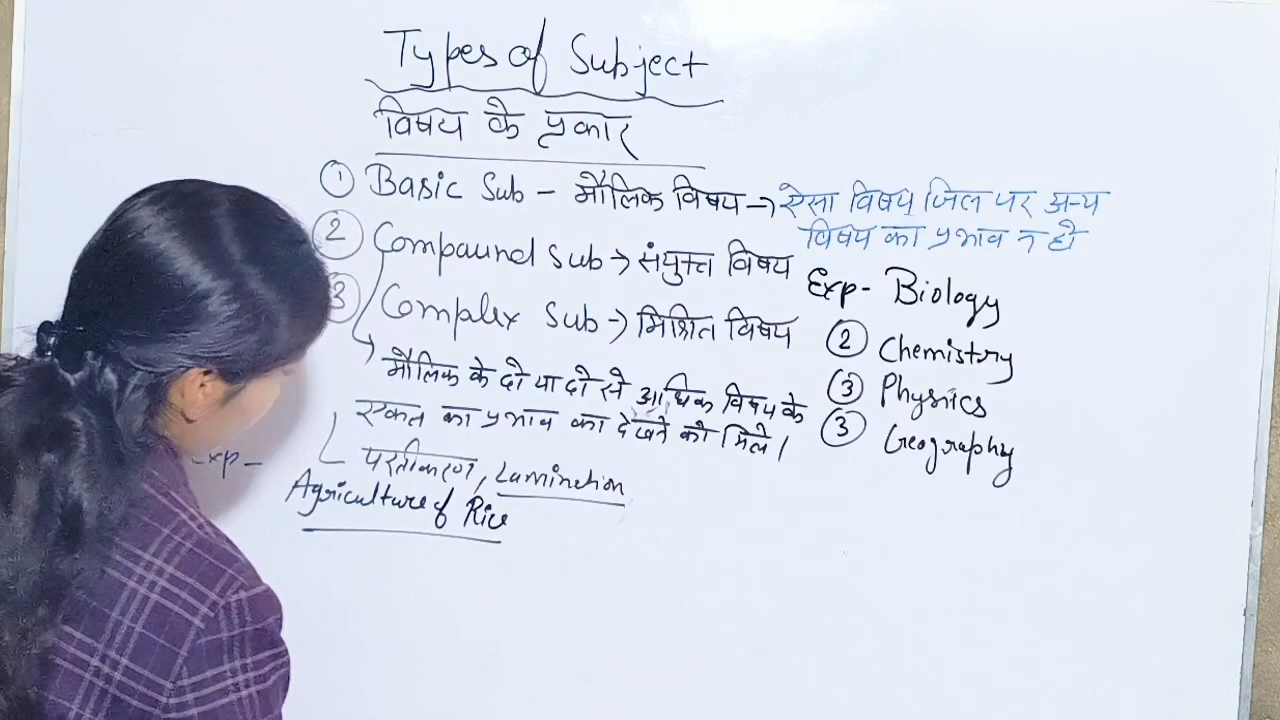 Types of Subject
विषय के प्रकार
① Basic Sub - मौलिक विषय → ऐसा विषय जिस पर अन्य
विषय का प्रभाव न हो
② Compaund Sub → संयुक्त विषय
Exp- Biology
③ Complex Sub → मिश्रित विषय
② Chemistry
→ मौलिक के दो या दो से अधिक विषय के
③ Physics
एकत का प्रभाव का देखने को मिले।
③ Geography
Exp - परतीकरण, Lamination
Agriculture of Rice